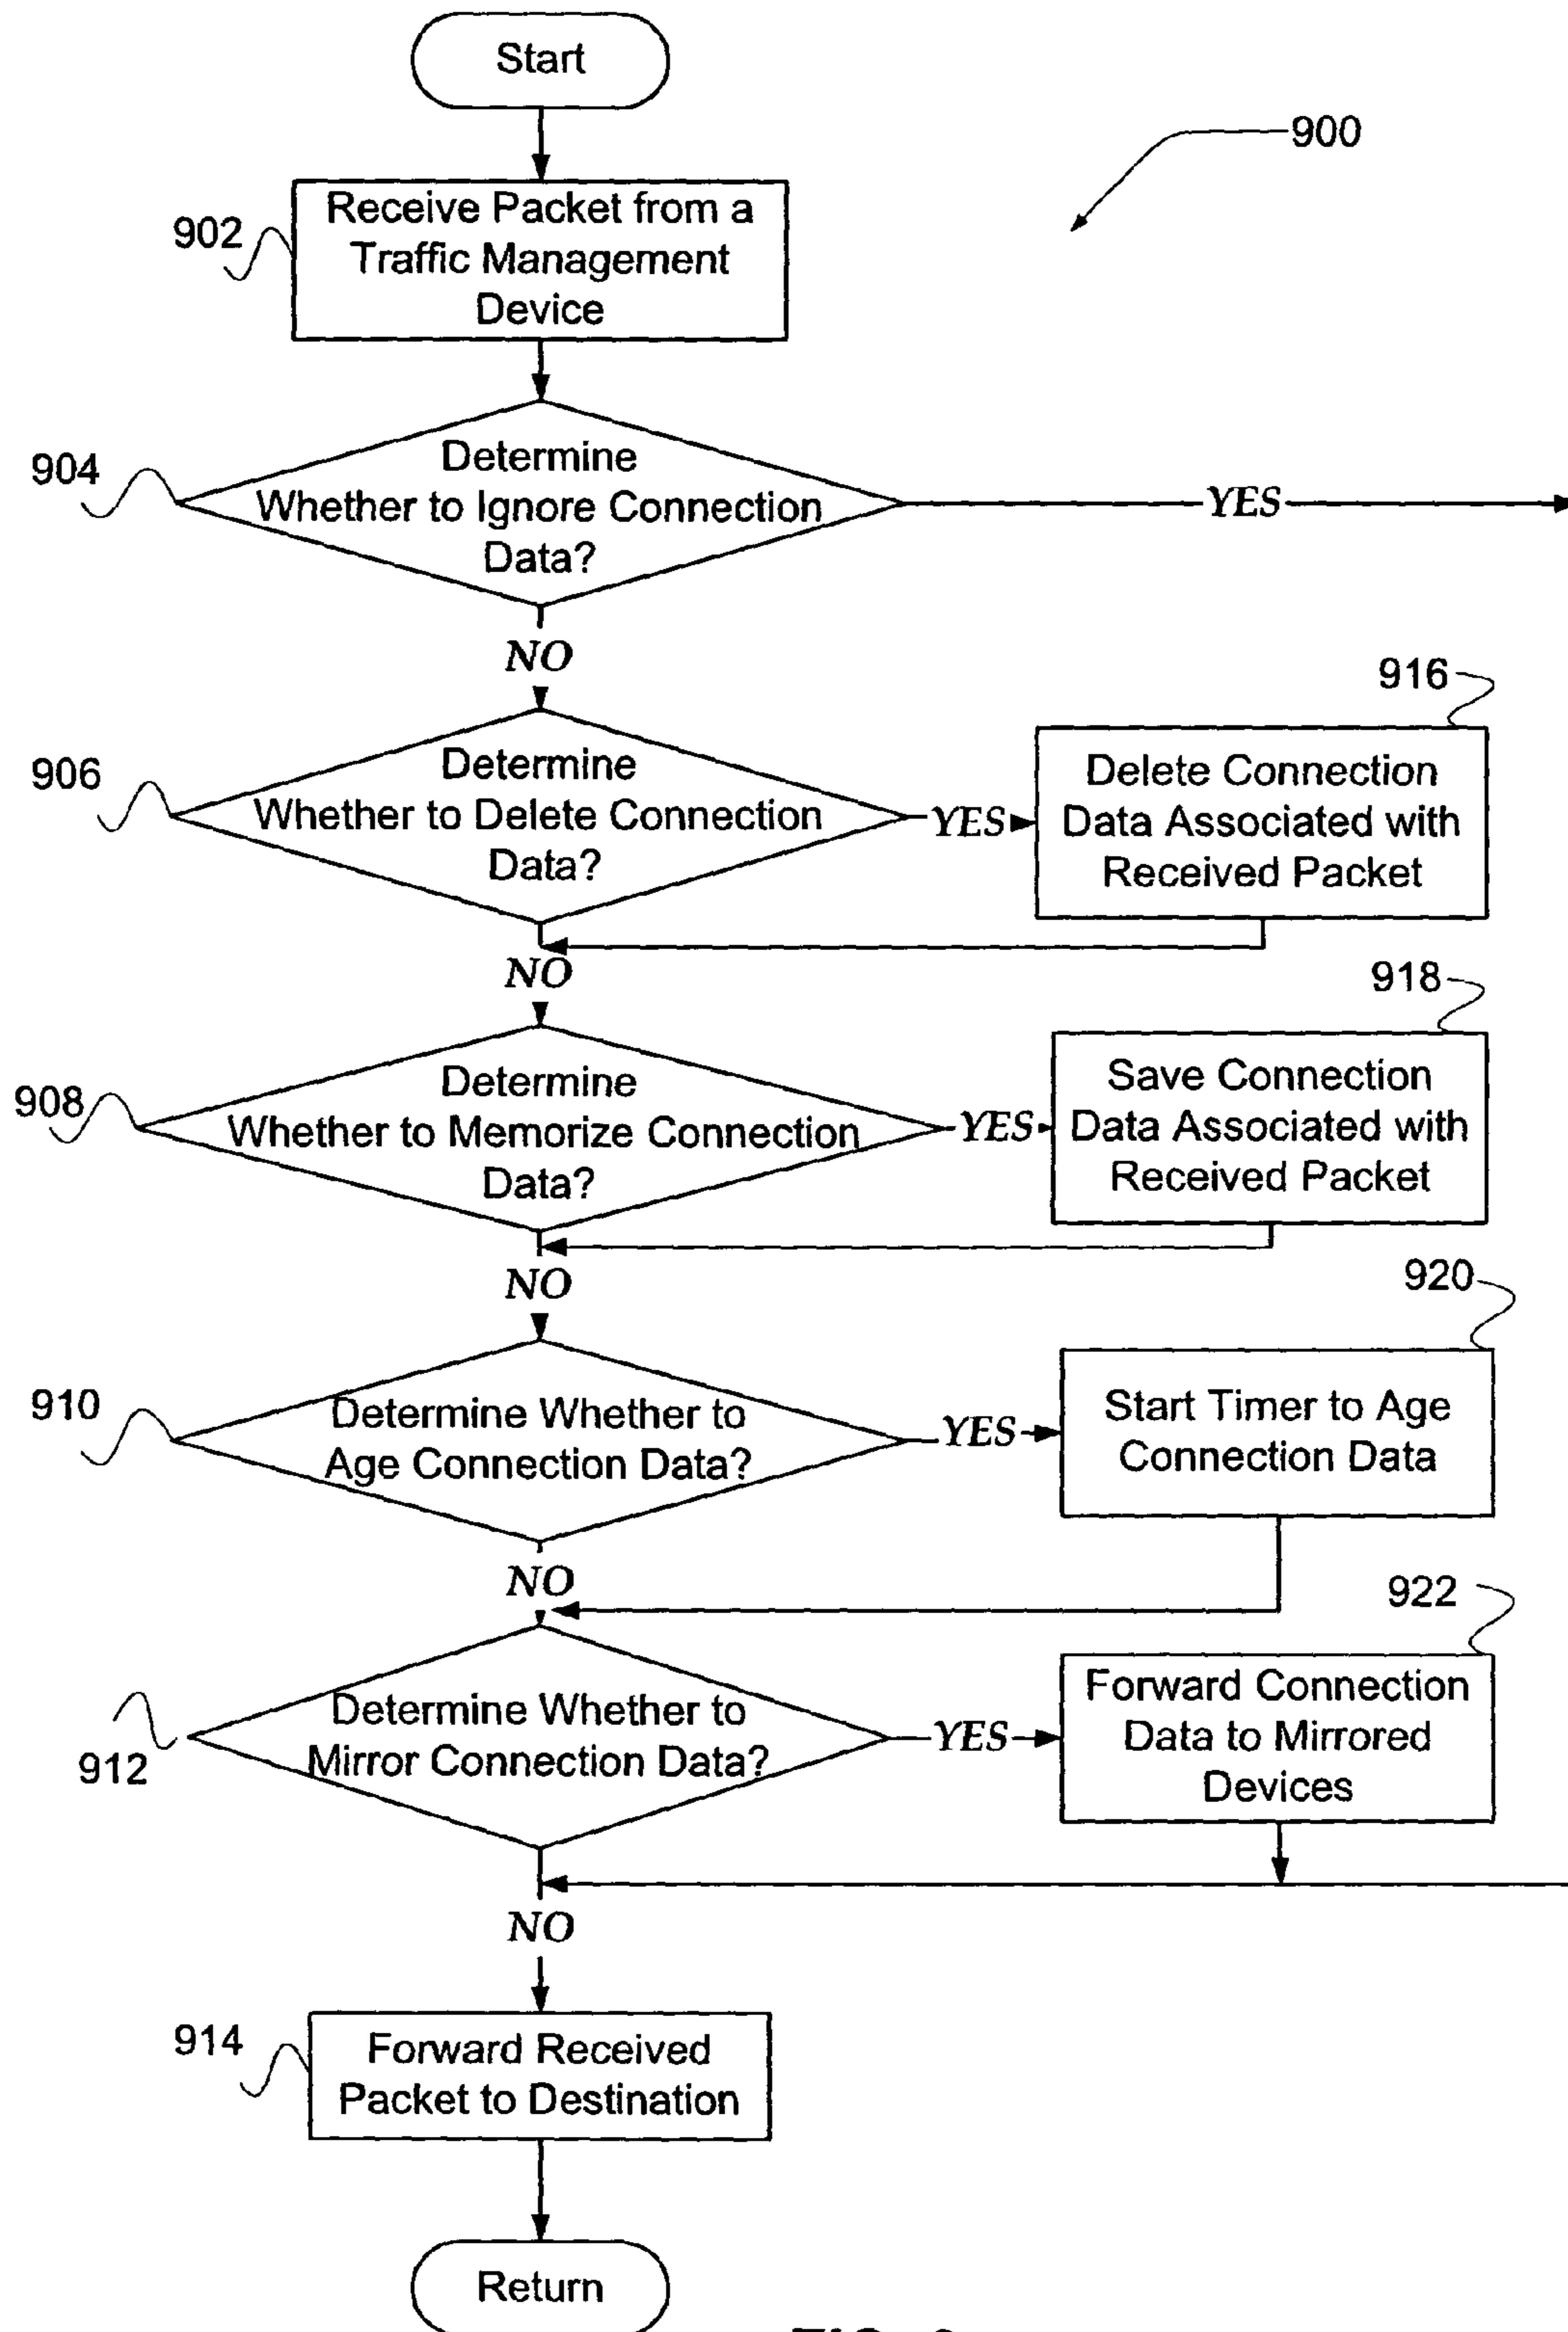 Start
900
902
Receive Packet from a
Traffic Management
Device
904
Determine
Whether to Ignore Connection
Data?
YES
NO
906
Determine
Whether to Delete Connection
Data?
YES
916
Delete Connection
Data Associated with
Received Packet
NO
908
Determine
Whether to Memorize Connection
Data?
YES
918
Save Connection
Data Associated with
Received Packet
NO
910
Determine Whether to
Age Connection Data?
YES
920
Start Timer to Age
Connection Data
NO
912
Determine Whether to
Mirror Connection Data?
YES
922
Forward Connection
Data to Mirrored
Devices
NO
914
Forward Received
Packet to Destination
Return